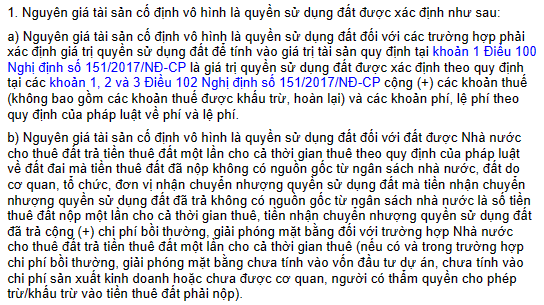 1. Nguyên giá tài sản cố định vô hình là quyền sử dụng đất được xác định như sau:
a) Nguyên giá tài sản cố định vô hình là quyền sử dụng đất đối với các trường hợp phải
xác định giá trị quyền sử dụng đất để tính vào giá trị tài sản quy định tại khoản 1 Điều 100
Nghị định số 151/2017/NĐ-CP là giá trị quyền sử dụng đất được xác định theo quy định
tại các khoản 1, 2 và 3 Điều 102 Nghị định số 151/2017/NĐ-CP cộng (+) các khoản thuế
(không bao gồm các khoản thuế được khấu trừ, hoàn lại) và các khoản phí, lệ phí theo
quy định của pháp luật về phí và lệ phí.
b) Nguyên giá tài sản cố định vô hình là quyền sử dụng đất đối với đất được Nhà nước
cho thuê đất trả tiền thuê đất một lần cho cả thời gian thuê theo quy định của pháp luật
về đất đai mà tiền thuê đất đã nộp không có nguồn gốc từ ngân sách nhà nước, đất do
cơ quan, tổ chức, đơn vị nhận chuyển nhượng quyền sử dụng đất mà tiền nhận chuyển
nhượng quyền sử dụng đất đã trả không có nguồn gốc từ ngân sách nhà nước là số tiền
thuê đất nộp một lần cho cả thời gian thuê, tiền nhận chuyển nhượng quyền sử dụng đất
đã trả cộng (+) chi phí bồi thường, giải phóng mặt bằng đối với trường hợp Nhà nước
cho thuê đất trả tiền thuê đất một lần cho cả thời gian thuê (nếu có và trong trường hợp
chi phí bồi thường, giải phóng mặt bằng chưa tính vào vốn đầu tư dự án, chưa tính vào
chi phí sản xuất kinh doanh hoặc chưa được cơ quan, người có thẩm quyền cho phép
trừ/khấu trừ vào tiền thuê đất phải nộp).